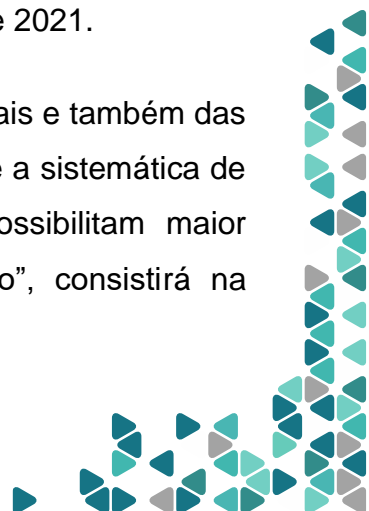 e 2021.
ais e também das
e a sistemática de
ossibilitam maior
o”, consistirá na